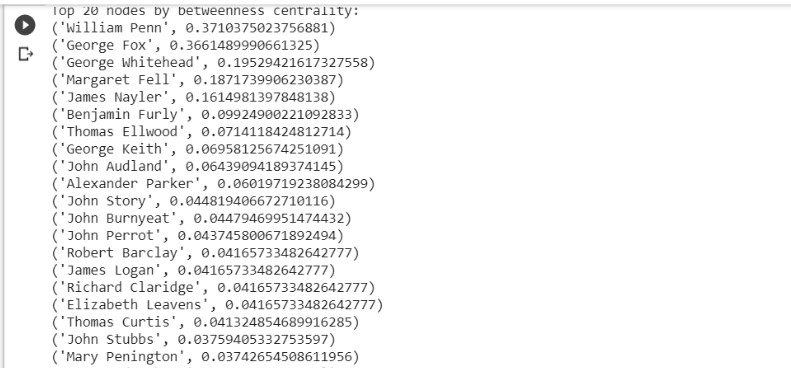 Top 20 nodes by betweenness centrality:
('William Penn', 0.3710375023756881)
('George Fox', 0.3661489990661325)
('George Whitehead', 0.19529421617327558)
('Margaret Fell', 0.1871739906230387)
('James Nayler', 0.1614981397848138)
('Benjamin Furly', 0.09924900221092833)
('Thomas Ellwood', 0.0714118424812714)
('George Keith', 0.06958125674251091)
('John Audland', 0.06439094189374145)
('Alexander Parker', 0.06019719238084299)
('John Story', 0.044819406672710116)
('John Burnyeat', 0.04479469951474432)
('John Perrot', 0.043745800671892494)
('Robert Barclay', 0.04165733482642777)
('James Logan', 0.04165733482642777)
('Richard Claridge', 0.04165733482642777)
('Elizabeth Leavens', 0.04165733482642777)
('Thomas Curtis', 0.041324854689916285)
('John Stubbs', 0.03759405332753597)
('Mary Penington', 0.03742654508611956)